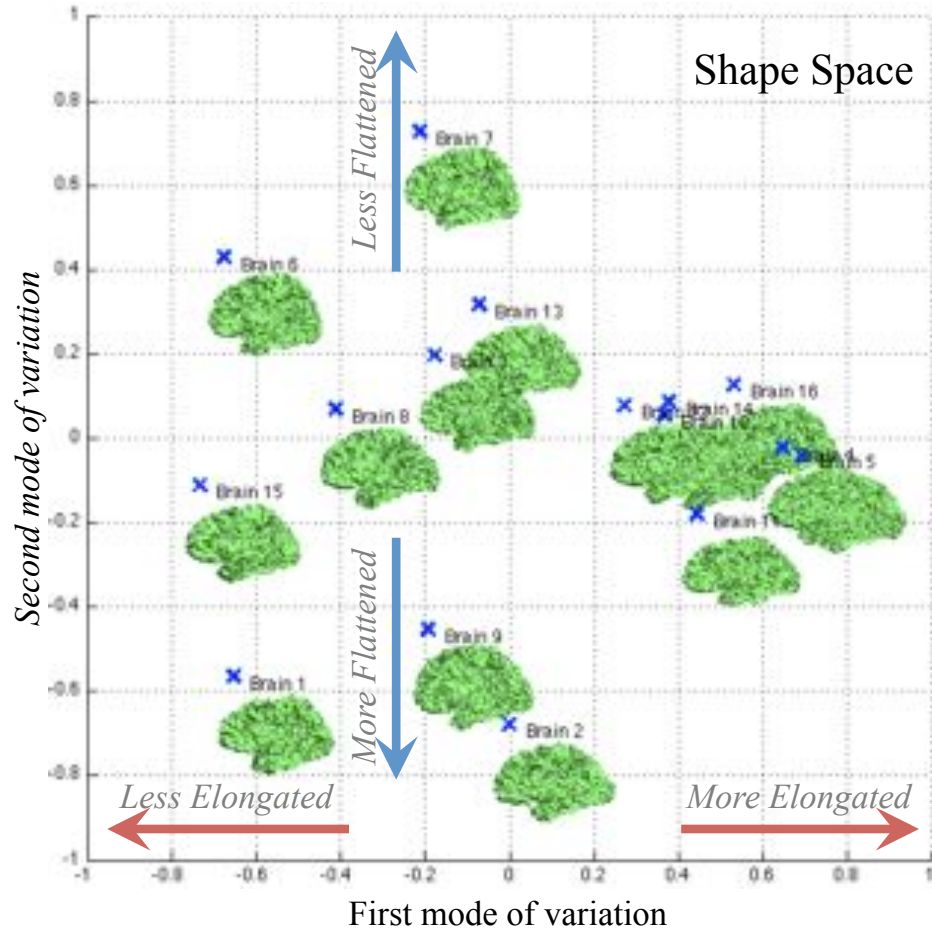 Shape Space
Less Flattened
More Flattened
Less Elongated
More Elongated
Second mode of variation
First mode of variation
0.8
0.6
0.4
0.2
0
-0.2
-0.4
-0.6
-0.8
-1
-1
-0.8
-0.6
-0.4
-0.2
0
0.2
0.4
0.6
0.8
1
Brain 7
Brain 6
Brain 13
Brain 8
Brain 16
Brain 14
Brain 5
Brain 15
Brain 9
Brain 1
Brain 2